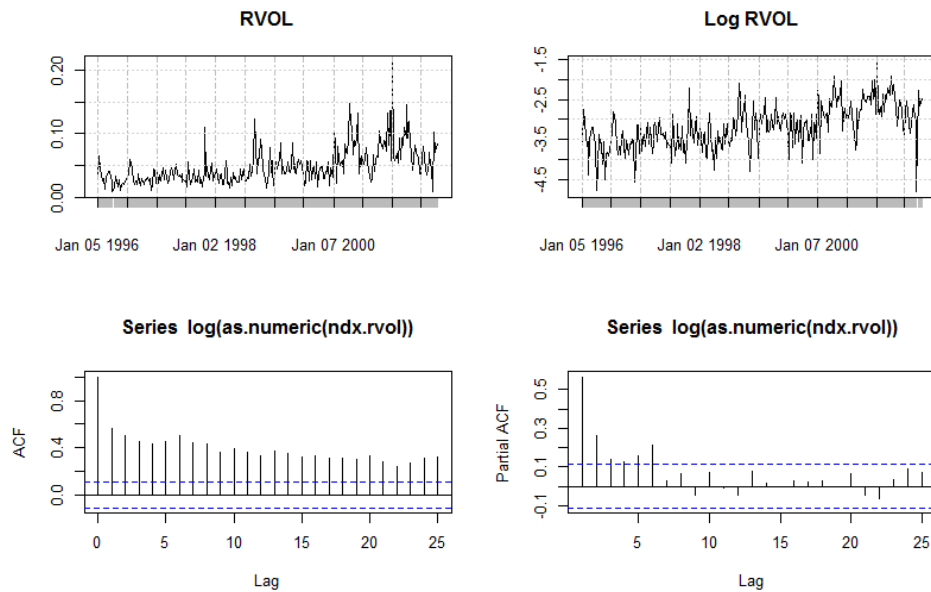 RVOL
0.20
0.10
0.00
Jan 05 1996 Jan 02 1998 Jan 07 2000
Log RVOL
-1.5
-2.5
-3.5
-4.5
Jan 05 1996 Jan 02 1998 Jan 07 2000
Series log(as.numeric(ndx.rvol))
ACF
0.8
0.4
0.0
0 5 10 15 20 25
Lag
Series log(as.numeric(ndx.rvol))
Partial ACF
0.5
0.3
0.1
-0.1
5 10 15 20 25
Lag